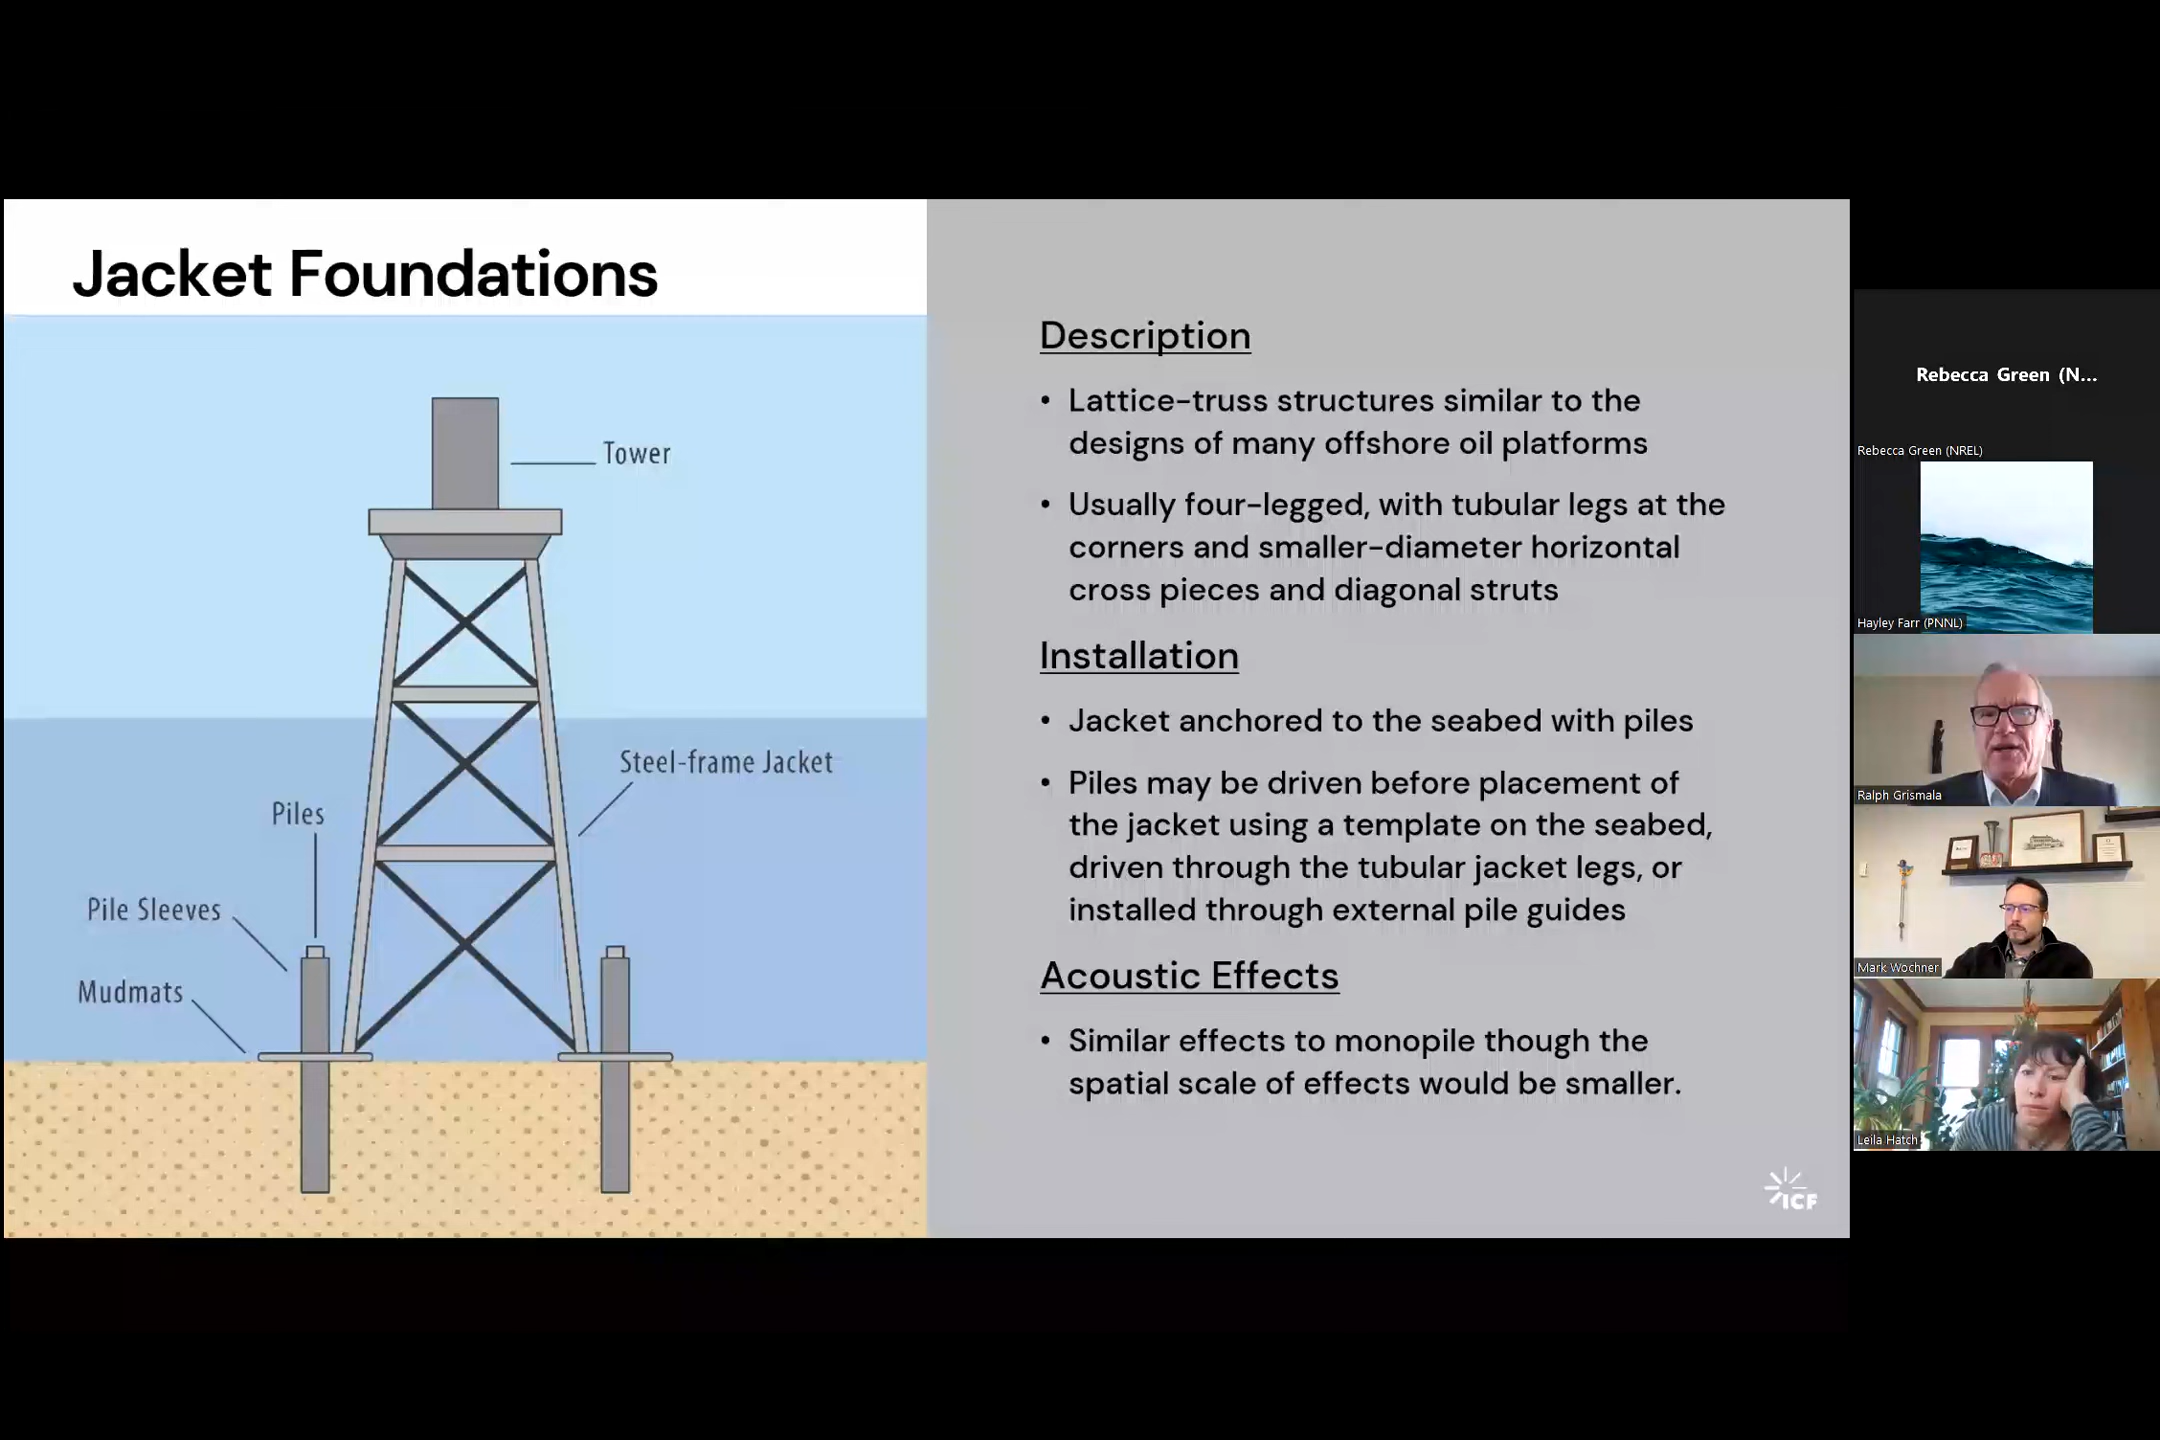 Jacket Foundations
Tower
Steel-frame Jacket
Piles
Pile Sleeves
Mudmats
Description
• Lattice-truss structures similar to the
designs of many offshore oil platforms
• Usually four-legged, with tubular legs at the
corners and smaller-diameter horizontal
cross pieces and diagonal struts
Installation
• Jacket anchored to the seabed with piles
• Piles may be driven before placement of
the jacket using a template on the seabed,
driven through the tubular jacket legs, or
installed through external pile guides
Acoustic Effects
• Similar effects to monopile though the
spatial scale of effects would be smaller.
ICF
Rebecca Green (N...
Rebecca Green (NREL)
Hayley Farr (PNNL)
Ralph Grismala
Mark Wochner
Leila Hatch